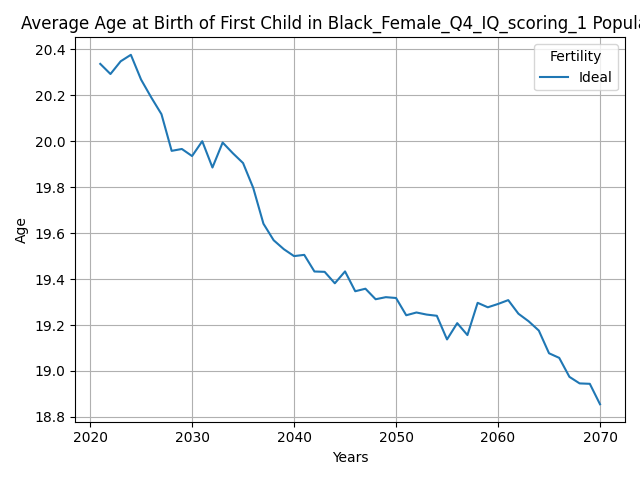 Average Age at Birth of First Child in Black_Female_Q4_IQ_scoring_1 Popula
Fertility
Ideal
20.4
20.2
20.0
19.8
19.6
19.4
19.2
19.0
18.8
Age
2020 2030 2040 2050 2060 2070
Years